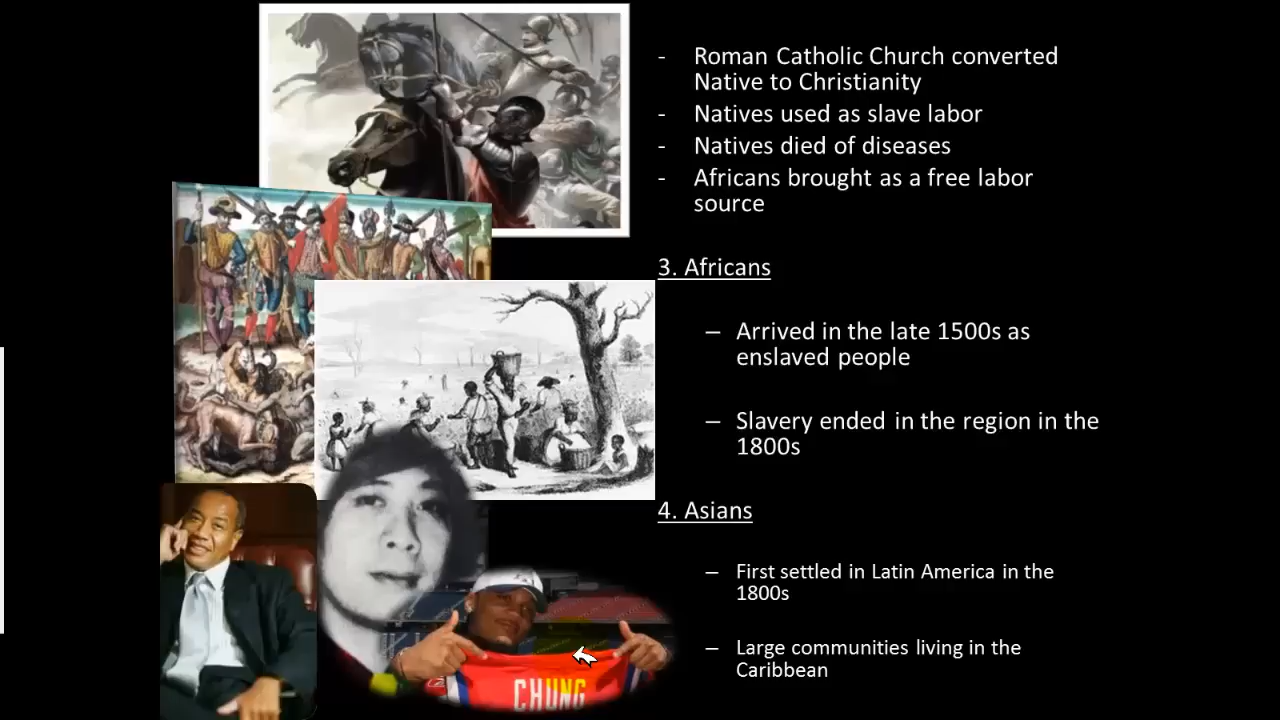 - Roman Catholic Church converted
Native to Christianity
- Natives used as slave labor
- Natives died of diseases
- Africans brought as a free labor
source
3. Africans
– Arrived in the late 1500s as
enslaved people
– Slavery ended in the region in the
1800s
4. Asians
– First settled in Latin America in the
1800s
– Large communities living in the
Caribbean
CHUNG